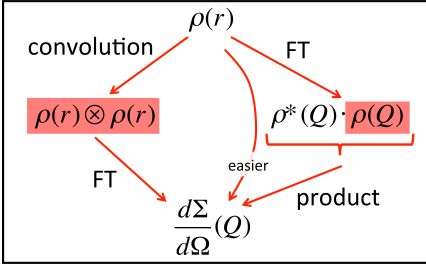 ρ(r)
convolution
FT
ρ(r) ⊗ ρ(r)
ρ*(Q) · ρ(Q)
easier
FT
product
dΣ/dΩ (Q)